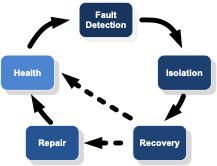 Fault
Detection
Isolation
Recovery
Repair
Health